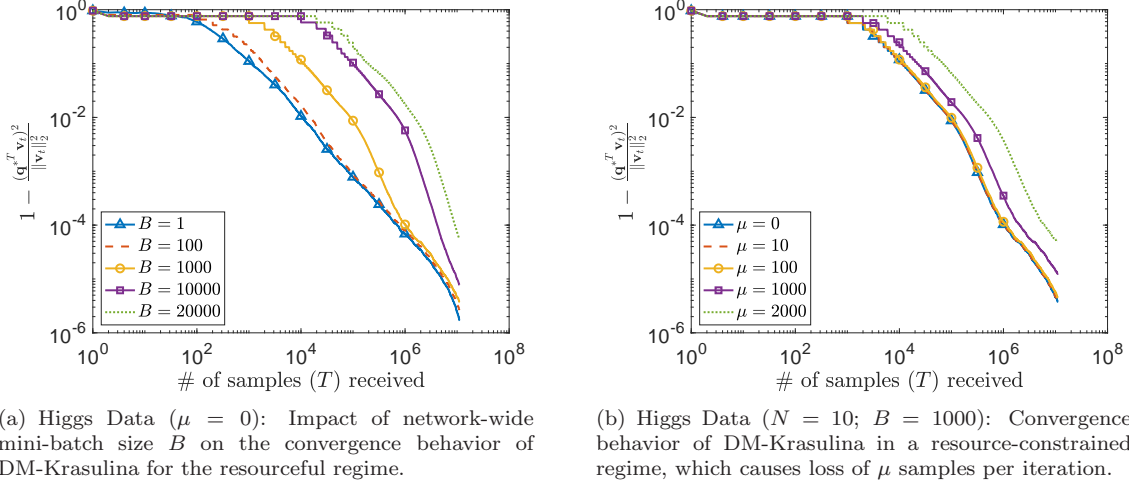 10^0
10^-2
10^-4
10^-6
1 - (q*^T v_t)^2 / ||v_t||_2^2
B = 1
B = 100
B = 1000
B = 10000
B = 20000
10^0 10^2 10^4 10^6 10^8
# of samples (T) received
(a) Higgs Data (μ = 0): Impact of network-wide
mini-batch size B on the convergence behavior of
DM-Krasulina for the resourceful regime.
10^0
10^-2
10^-4
10^-6
1 - (q*^T v_t)^2 / ||v_t||_2^2
μ = 0
μ = 10
μ = 100
μ = 1000
μ = 2000
10^0 10^2 10^4 10^6 10^8
# of samples (T) received
(b) Higgs Data (N = 10; B = 1000): Convergence
behavior of DM-Krasulina in a resource-constrained
regime, which causes loss of μ samples per iteration.